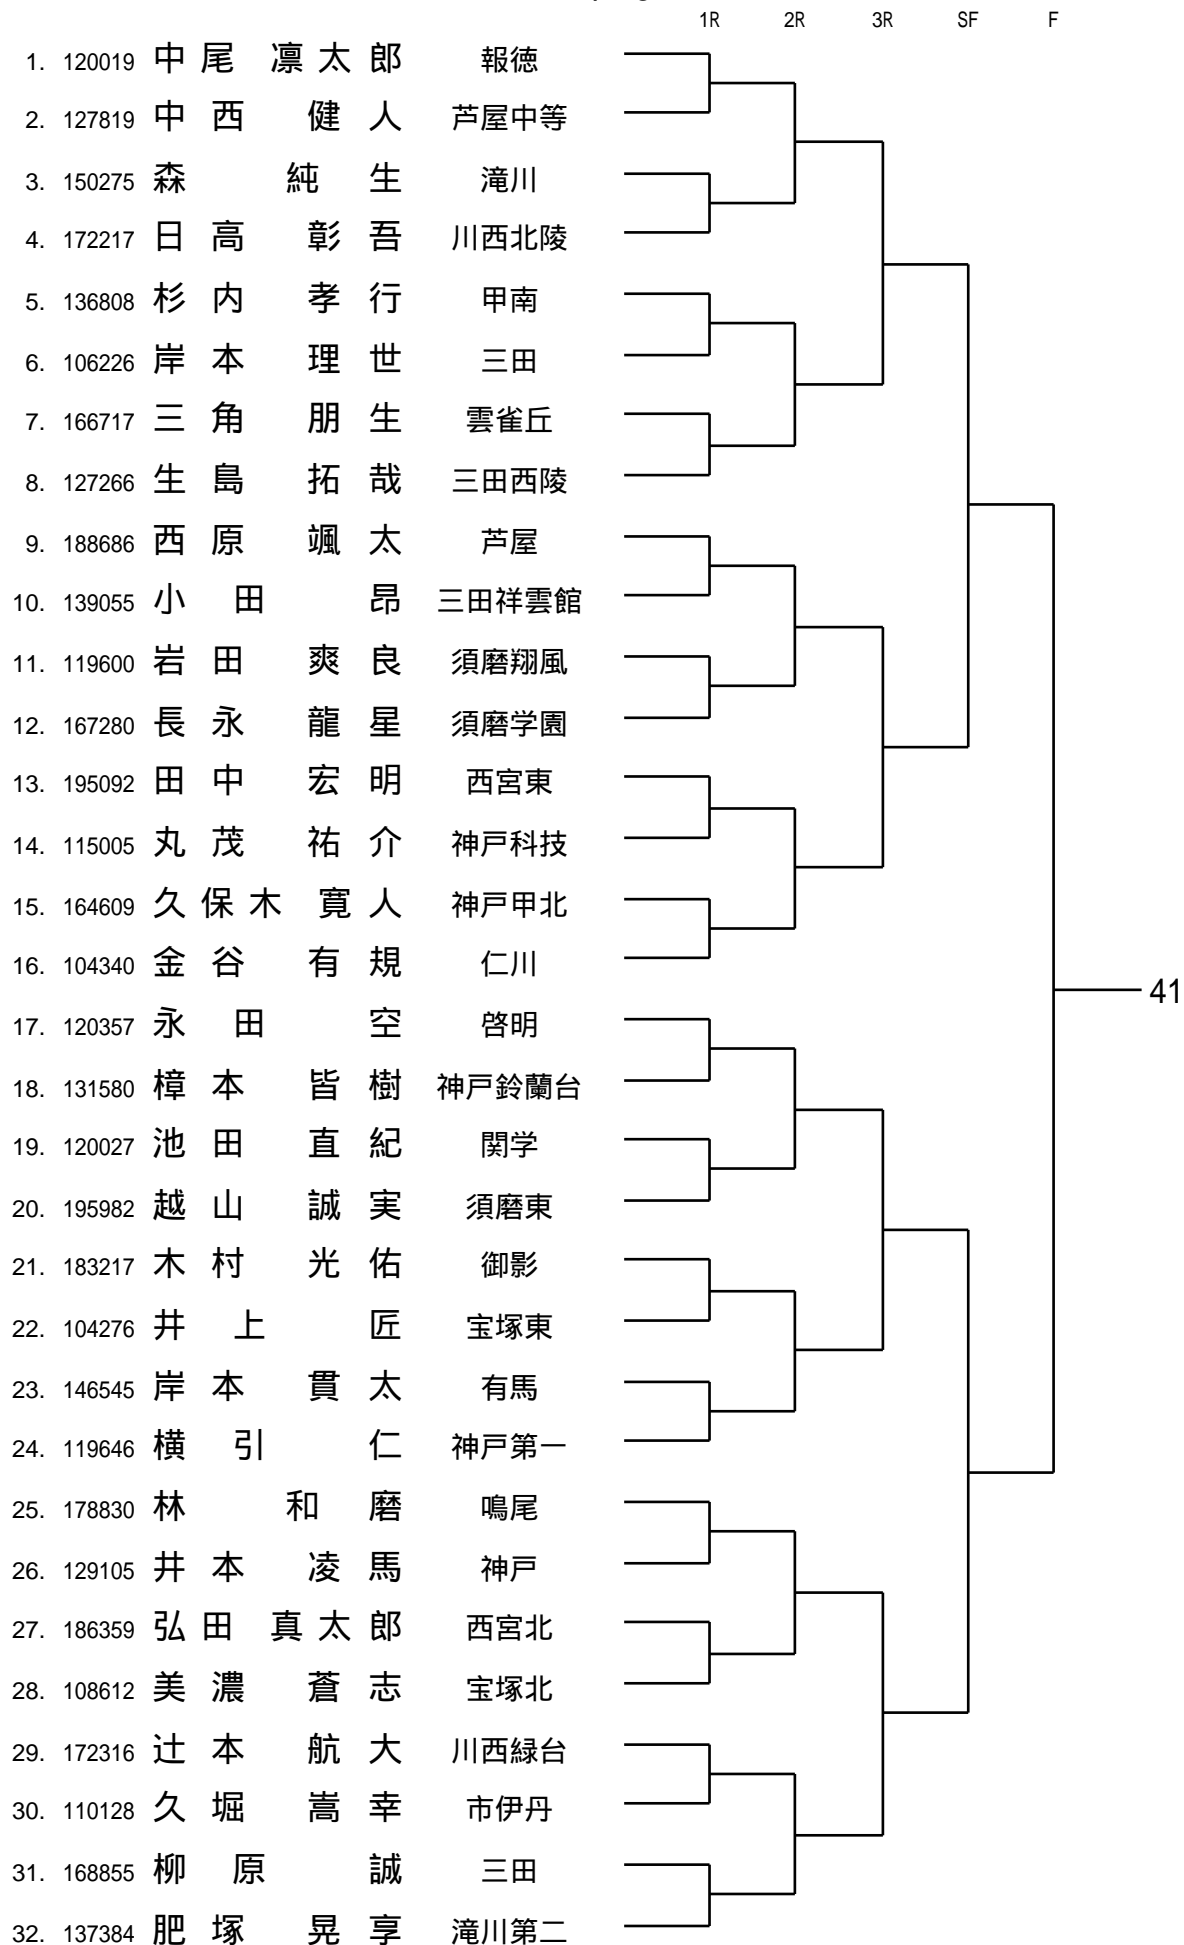 1R 2R 3R SF F
1. 120019 中尾 凛太郎 報徳
2. 127819 中西 健人 芦屋中等
3. 150275 森 純生 滝川
4. 172217 日高 彰吾 川西北陵
5. 136808 杉内 孝行 甲南
6. 106226 岸本 理世 三田
7. 166717 三角 朋生 雲雀丘
8. 127266 生島 拓哉 三田西陵
9. 188686 西原 颯太 芦屋
10. 139055 小田 昂 三田祥雲館
11. 119600 岩田 爽良 須磨翔風
12. 167280 長永 龍星 須磨学園
13. 195092 田中 宏明 西宮東
14. 115005 丸茂 祐介 神戸科技
15. 164609 久保木 寛人 神戸甲北
16. 104340 金谷 有規 仁川
41
17. 120357 永田 空 啓明
18. 131580 樟本 皆樹 神戸鈴蘭台
19. 120027 池田 直紀 関学
20. 195982 越山 誠実 須磨東
21. 183217 木村 光佑 御影
22. 104276 井上 匠 宝塚東
23. 146545 岸本 貫太 有馬
24. 119646 横引 仁 神戸第一
25. 178830 林 和磨 鳴尾
26. 129105 井本 凌馬 神戸
27. 186359 弘田 真太郎 西宮北
28. 108612 美濃 蒼志 宝塚北
29. 172316 辻本 航大 川西緑台
30. 110128 久堀 嵩幸 市伊丹
31. 168855 柳原 誠 三田
32. 137384 肥塚 晃享 滝川第二